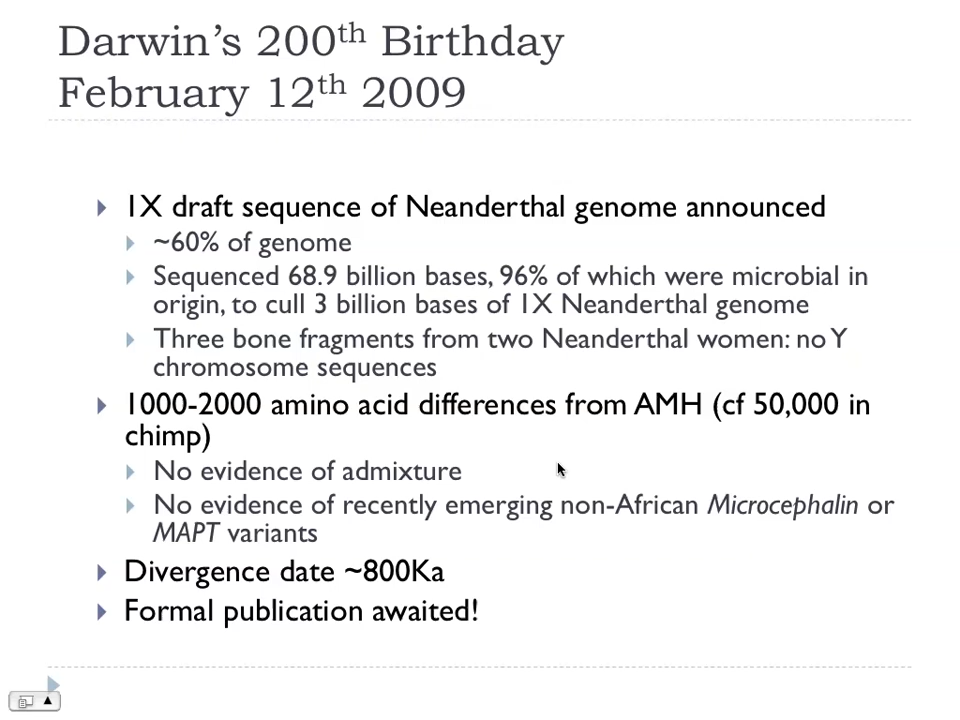 Darwin’s 200th Birthday
February 12th 2009
1X draft sequence of Neanderthal genome announced
~60% of genome
Sequenced 68.9 billion bases, 96% of which were microbial in
origin, to cull 3 billion bases of 1X Neanderthal genome
Three bone fragments from two Neanderthal women: no Y
chromosome sequences
1000-2000 amino acid differences from AMH (cf 50,000 in
chimp)
No evidence of admixture
No evidence of recently emerging non-African Microcephalin or
MAPT variants
Divergence date ~800Ka
Formal publication awaited!